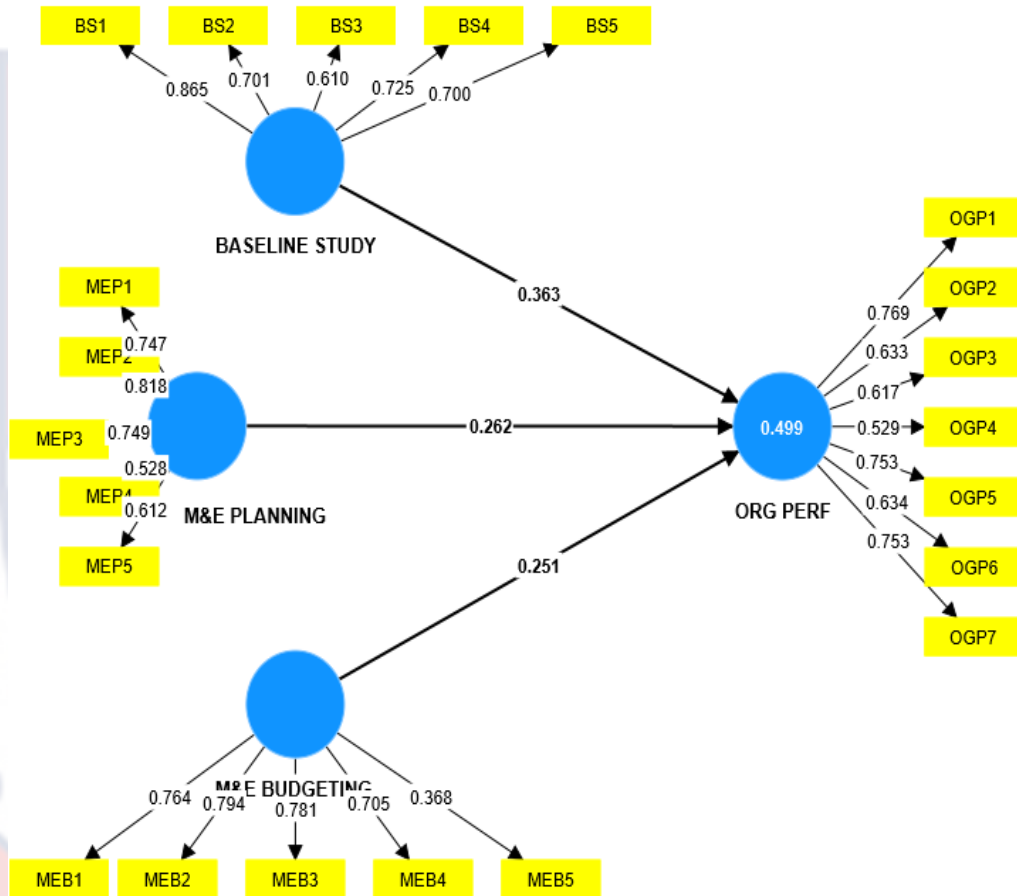 BS1 BS2 BS3 BS4 BS5
0.865 0.701 0.610 0.725 0.700
BASELINE STUDY
0.363
MEP1
MEP2
MEP3
MEP4
MEP5
0.747
0.818
0.749
0.528
0.612
M&E PLANNING
0.262
0.499
ORG PERF
OGP1
OGP2
OGP3
OGP4
OGP5
OGP6
OGP7
0.769
0.633
0.617
0.529
0.753
0.634
0.753
0.251
M&E BUDGETING
0.764 0.794 0.781 0.705 0.368
MEB1 MEB2 MEB3 MEB4 MEB5